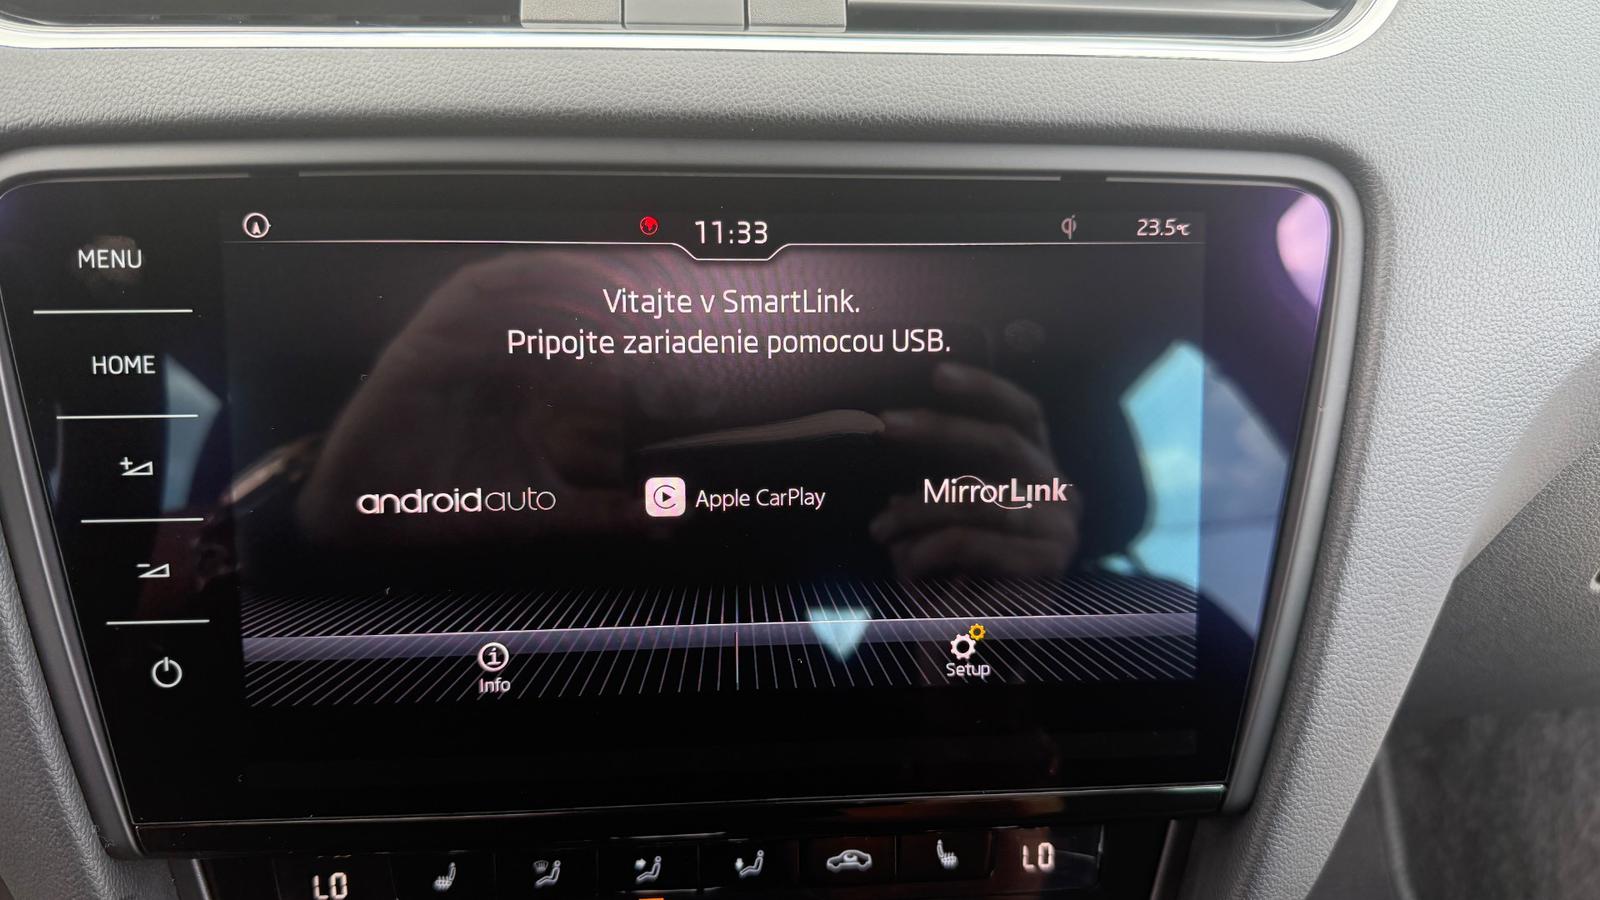 11:33
23.5°C
MENU
HOME
Vitajte v SmartLink.
Pripojte zariadenie pomocou USB.
androidauto
Apple CarPlay
MirrorLink
Info
Setup
LO
LO